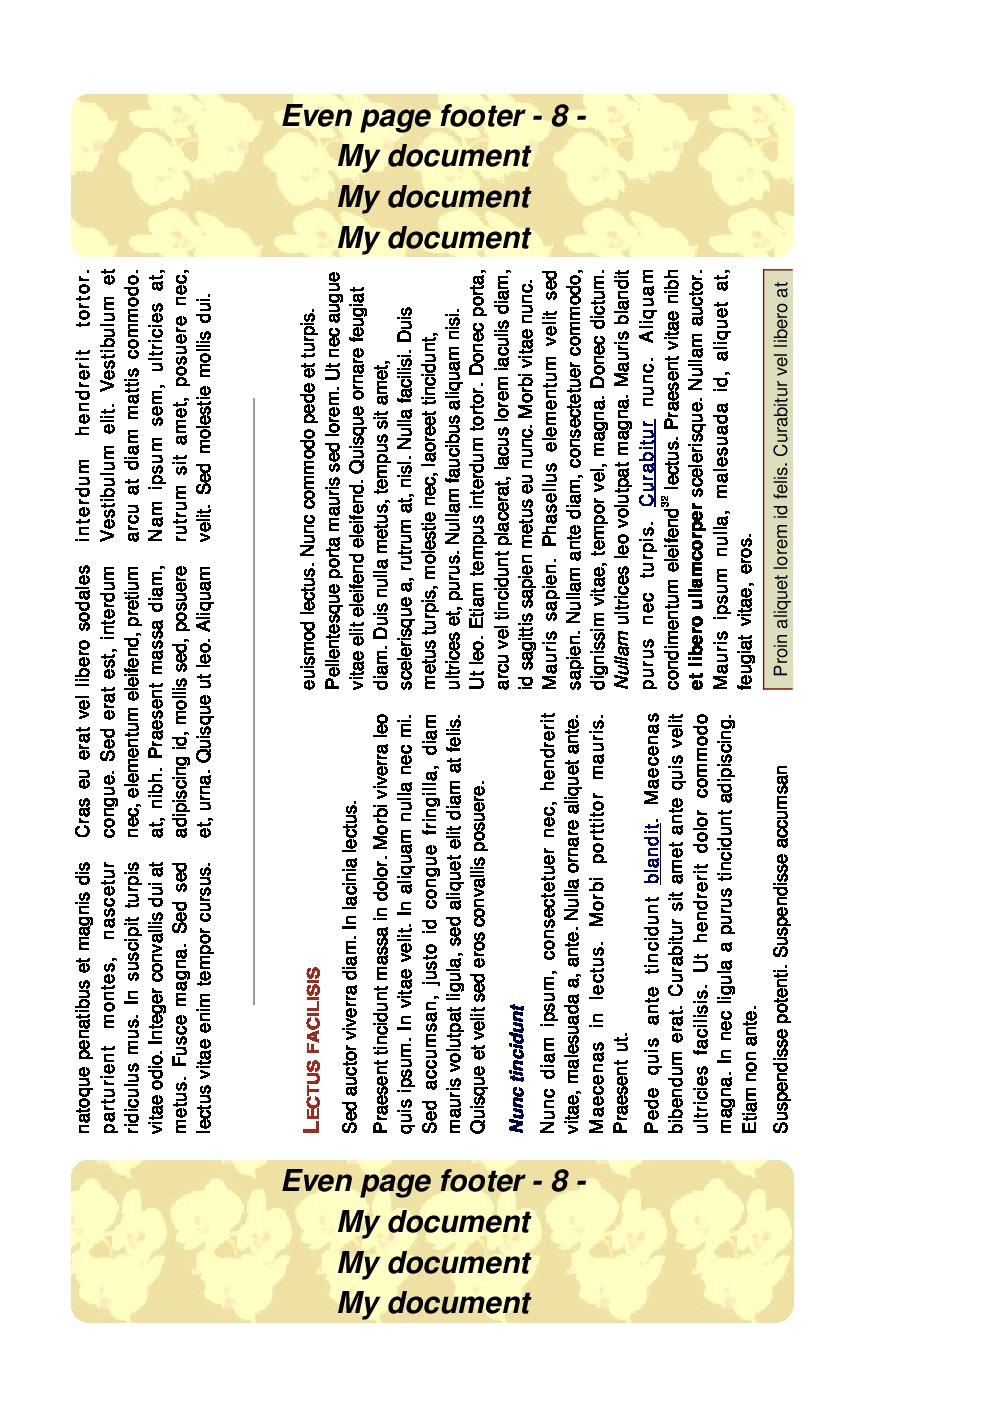 Even page footer - 8 -
My document
My document
My document
natoque penatibus et magnis dis
parturient montes, nascetur
ridiculus mus. In suscipit turpis
vitae odio. Integer convallis dui at
metus. Fusce magna. Sed sed
lectus vitae enim tempor cursus.
Cras eu erat vel libero sodales
congue. Sed erat est, interdum
nec, elementum eleifend, pretium
at, nibh. Praesent massa diam,
adipiscing id, mollis sed, posuere
et, urna. Quisque ut leo. Aliquam
interdum hendrerit tortor.
Vestibulum elit. Vestibulum et
arcu at diam mattis commodo.
Nam ipsum sem, ultricies at,
rutrum sit amet, posuere nec,
velit. Sed molestie mollis dui.
LECTUS FACILISIS
Sed auctor viverra diam. In lacinia lectus.
Praesent tincidunt massa in dolor. Morbi viverra leo
quis ipsum. In vitae velit. In aliquam nulla nec mi.
Sed accumsan, justo id congue fringilla, diam
mauris volutpat ligula, sed aliquet elit diam at felis.
Quisque et velit sed eros convallis posuere.
Nunc tincidunt
Nunc diam ipsum, consectetuer nec, hendrerit
vitae, malesuada a, ante. Nulla ornare aliquet ante.
Maecenas in lectus. Morbi porttitor mauris.
Praesent ut.
Pede quis ante tincidunt blandit. Maecenas
bibendum erat. Curabitur sit amet ante quis velit
ultricies facilisis. Ut hendrerit dolor commodo
magna. In nec ligula a purus tincidunt adipiscing.
Etiam non ante.
Suspendisse potenti. Suspendisse accumsan
euismod lectus. Nunc commodo pede et turpis.
Pellentesque porta mauris sed lorem. Ut nec augue
vitae elit eleifend eleifend. Quisque ornare feugiat
diam. Duis nulla metus, tempus sit amet,
scelerisque a, rutrum at, nisl. Nulla facilisi. Duis
metus turpis, molestie nec, laoreet tincidunt,
ultrices et, purus. Nullam faucibus aliquam nisi.
Ut leo. Etiam tempus interdum tortor. Donec porta,
arcu vel tincidunt placerat, lacus lorem iaculis diam,
id sagittis sapien metus eu nunc. Morbi vitae nunc.
Mauris sapien. Phasellus elementum velit sed
sapien. Nullam ante diam, consectetuer commodo,
dignissim vitae, tempor vel, magna. Donec dictum.
Nullam ultrices leo volutpat magna. Mauris blandit
purus nec turpis. Curabitur nunc. Aliquam
condimentum eleifend32 lectus. Praesent vitae nibh
et libero ullamcorper scelerisque. Nullam auctor.
Mauris ipsum nulla, malesuada id, aliquet at,
feugiat vitae, eros.
Proin aliquet lorem id felis. Curabitur vel libero at
Even page footer - 8 -
My document
My document
My document